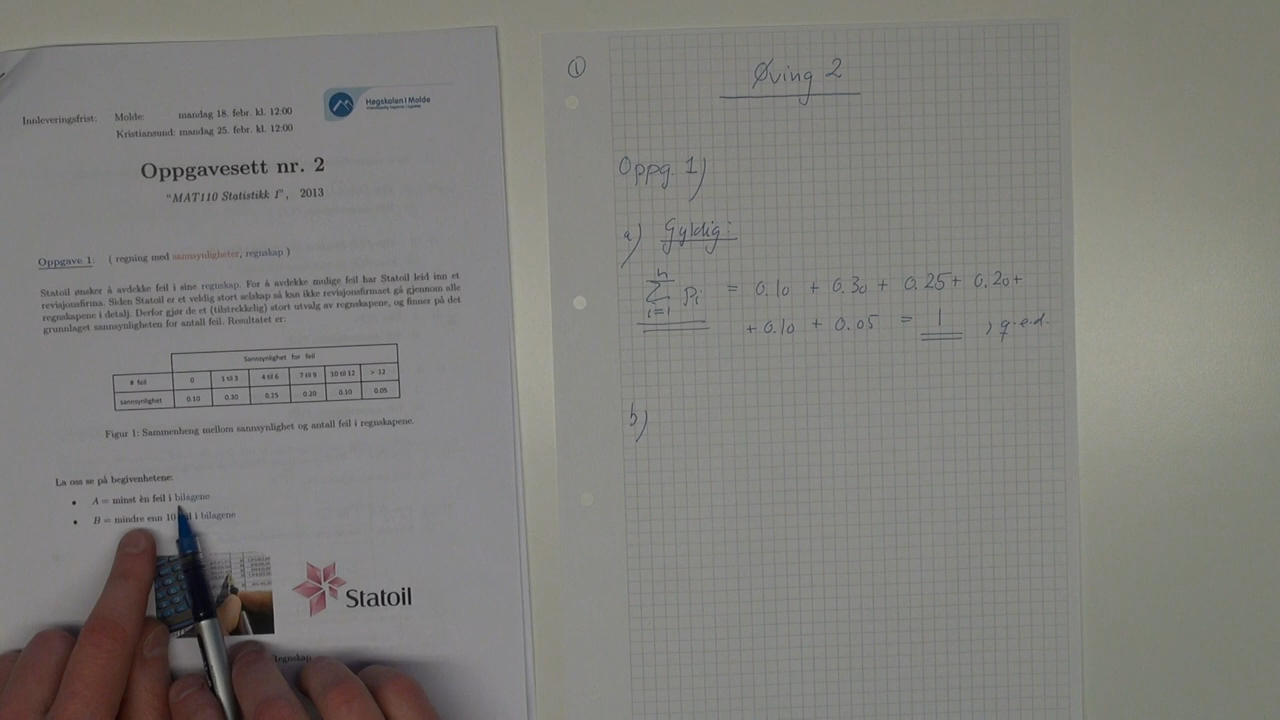 Innleveringsfrist: Molde: mandag 18. febr. kl. 12:00
Kristiansund: mandag 25. febr. kl. 12:00
Høgskolen i Molde
Oppgavesett nr. 2
"MAT110 Statistikk I", 2013
Oppgave 1: ( regning med sannsynligheter, regnskap )
Statoil ønsker å avdekke feil i sine regnskap. For å avdekke mulige feil har Statoil leid inn et
revisjonsfirma. Siden Statoil er et veldig stort selskap så kan ikke revisjonsfirmaet gå gjennom alle
regnskapene i detalj. Derfor gjør de et (tilstrekkelig) stort utvalg av regnskapene, og finner på det
grunnlaget sannsynligheten for antall feil. Resultatet er:
Sannsynlighet for feil
# feil 0 1 til 3 4 til 6 7 til 9 10 til 12 > 12
sannsynlighet 0.10 0.30 0.25 0.20 0.10 0.05
Figur 1: Sammenheng mellom sannsynlighet og antall feil i regnskapene.
La oss se på begivenhetene:
• A = minst èn feil i bilagene
• B = mindre enn 10 i bilagene
Statoil
Regnskap
①
Øving 2
Oppg. 1)
a) Gyldig:
n
∑ pi = 0.10 + 0.30 + 0.25 + 0.20 +
i=1
+ 0.10 + 0.05 = 1 , q.e.d.
b)